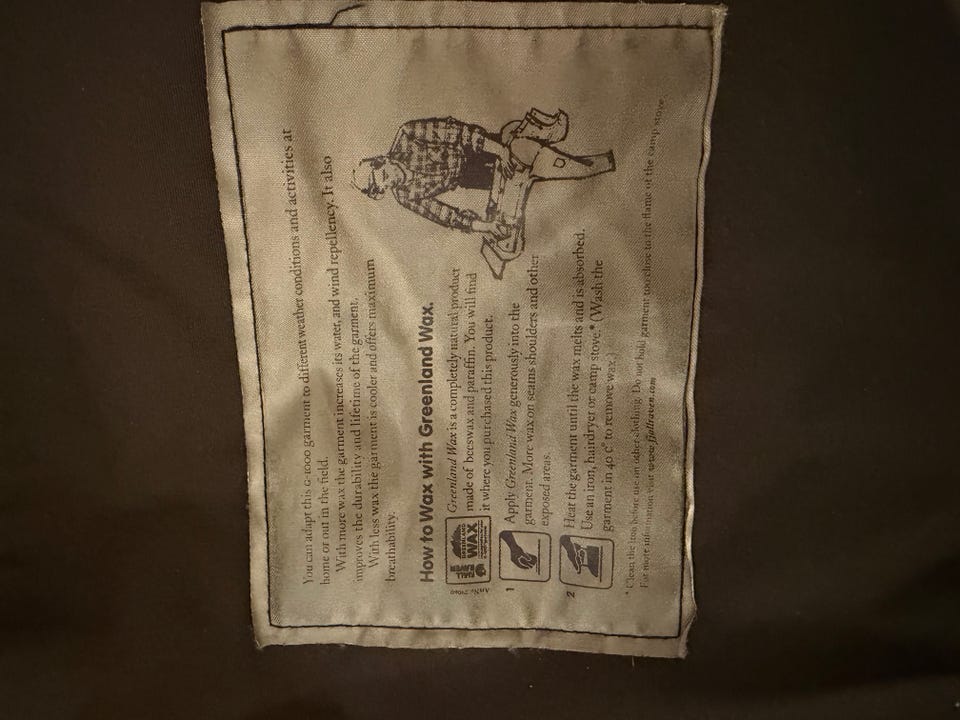 You can adapt this G-1000 garment to different weather conditions and activities at
home or out in the field.
With more wax the garment increases its water, and wind repellency. It also
improves the durability and lifetime of the garment.
With less wax the garment is cooler and offers maximum
breathability.
How to Wax with Greenland Wax.
FJÄLL
RÄVEN
GREENLAND
WAX
Greenland Wax is a completely natural product
made of beeswax and paraffin. You will find
it where you purchased this product.
1
Apply Greenland Wax generously into the
garment. More wax on seams shoulders and other
exposed areas.
2
Heat the garment until the wax melts and is absorbed.
Use an iron, hairdryer or camp stove.* (Wash the
garment in 40 C° to remove wax.)
* Clean the iron before use on other clothing. Do not hold garment too close to the flame of the camp stove
For more information visit www.fjallraven.com